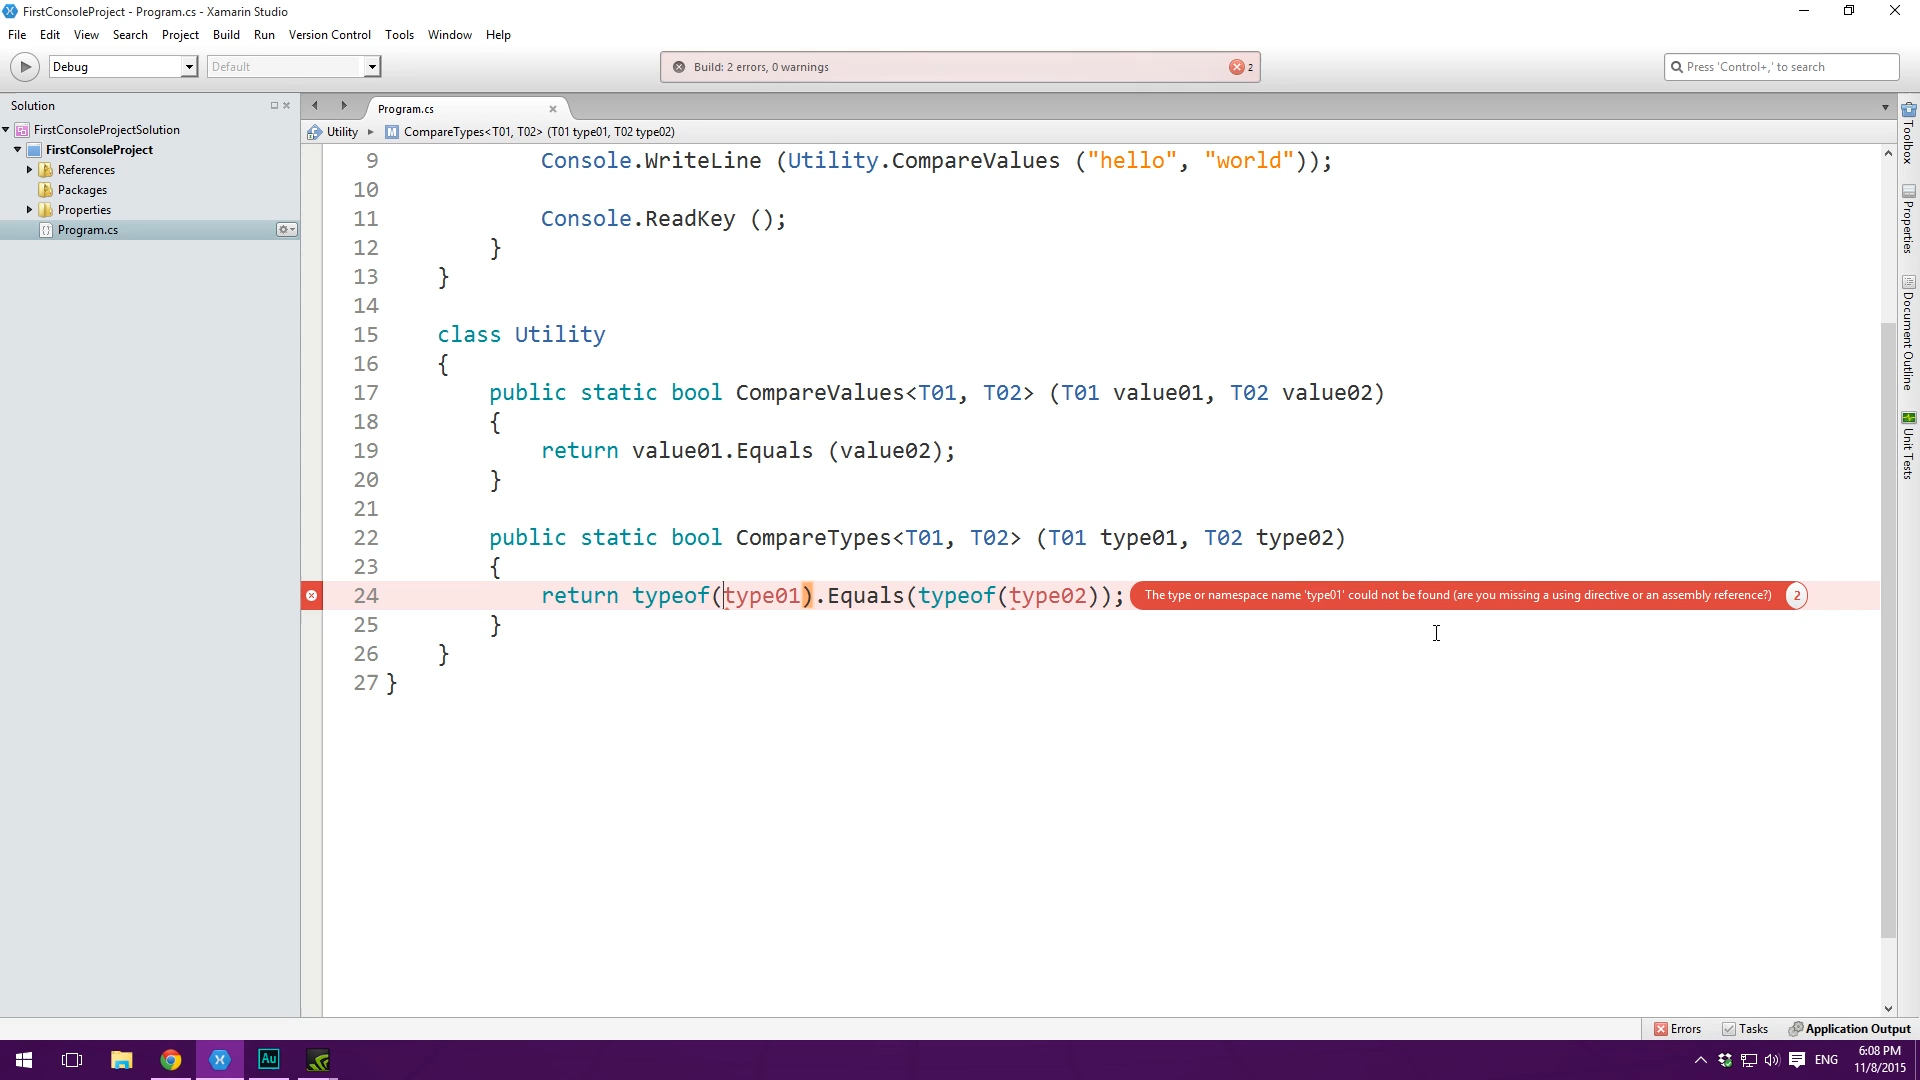 FirstConsoleProject - Program.cs - Xamarin Studio
File Edit View Search Project Build Run Version Control Tools Window Help
Debug Default Build: 2 errors, 0 warnings 2 Press 'Control+,' to search
Solution
FirstConsoleProjectSolution
FirstConsoleProject
References
Packages
Properties
Program.cs
Program.cs
Utility CompareTypes<T01, T02> (T01 type01, T02 type02)
9 Console.WriteLine (Utility.CompareValues ("hello", "world"));
10
11 Console.ReadKey ();
12 }
13 }
14
15 class Utility
16 {
17 public static bool CompareValues<T01, T02> (T01 value01, T02 value02)
18 {
19 return value01.Equals (value02);
20 }
21
22 public static bool CompareTypes<T01, T02> (T01 type01, T02 type02)
23 {
24 return typeof(type01).Equals(typeof(type02)); The type or namespace name 'type01' could not be found (are you missing a using directive or an assembly reference?) 2
25 }
26 }
27 }
Toolbox
Properties
Document Outline
Unit Tests
Errors Tasks Application Output
Au
ENG
6:08 PM
11/8/2015